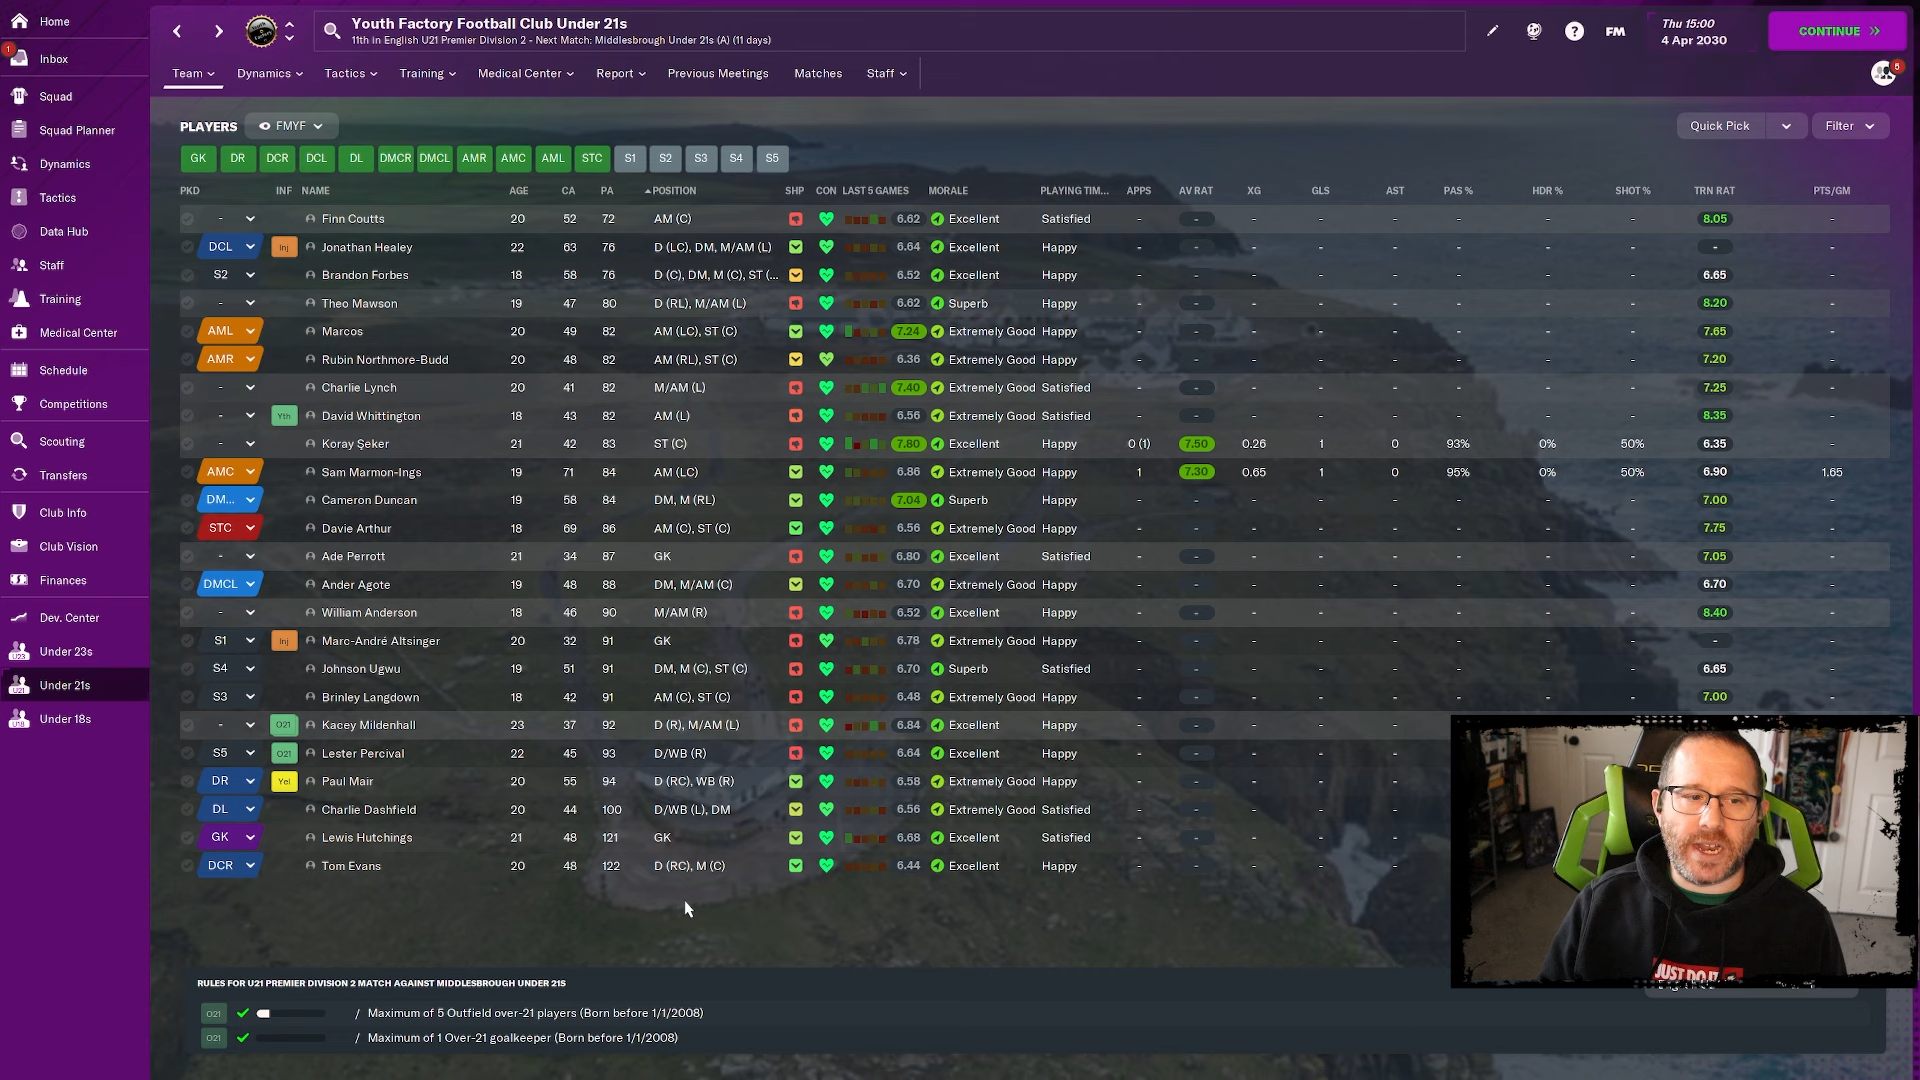 Home
1
Inbox
Squad
Squad Planner
Dynamics
Tactics
Data Hub
Staff
Training
Medical Center
Schedule
Competitions
Scouting
Transfers
Club Info
Club Vision
Finances
Dev. Center
U23 Under 23s
U21 Under 21s
U18 Under 18s
Youth Factory Football Club Under 21s
11th in English U21 Premier Division 2 - Next Match: Middlesbrough Under 21s (A) (11 days)
FM
Thu 15:00
4 Apr 2030
CONTINUE
Team Dynamics Tactics Training Medical Center Report Previous Meetings Matches Staff
5
PLAYERS FMYF Quick Pick Filter
GK DR DCR DCL DL DMCR DMCL AMR AMC AML STC S1 S2 S3 S4 S5
PKD INF NAME AGE CA PA POSITION SHP CON LAST 5 GAMES MORALE PLAYING TIM... APPS AV RAT XG GLS AST PAS % HDR % SHOT % TRN RAT PTS/GM
- Finn Coutts 20 52 72 AM (C) 6.62 Excellent Satisfied - - - - - - - - 8.05 -
DCL Inj Jonathan Healey 22 63 76 D (LC), DM, M/AM (L) 6.64 Excellent Happy - - - - - - - - - -
S2 Brandon Forbes 18 58 76 D (C), DM, M (C), ST (... 6.52 Excellent Happy - - - - - - - - 6.65 -
- Theo Mawson 19 47 80 D (RL), M/AM (L) 6.62 Superb Happy - - - - - - - - 8.20 -
AML Marcos 20 49 82 AM (LC), ST (C) 7.24 Extremely Good Happy - - - - - - - - 7.65 -
AMR Rubin Northmore-Budd 20 48 82 AM (RL), ST (C) 6.36 Extremely Good Happy - - - - - - - - 7.20 -
- Charlie Lynch 20 41 82 M/AM (L) 7.40 Extremely Good Satisfied - - - - - - - - 7.25 -
- Yth David Whittington 18 43 82 AM (L) 6.56 Extremely Good Satisfied - - - - - - - - 8.35 -
- Koray Şeker 21 42 83 ST (C) 7.80 Excellent Happy 0 (1) 7.50 0.26 1 0 93% 0% 50% 6.35 -
AMC Sam Marmon-Ings 19 71 84 AM (LC) 6.86 Extremely Good Happy 1 7.30 0.65 1 0 95% 0% 50% 6.90 1.65
DM... Cameron Duncan 19 58 84 DM, M (RL) 7.04 Superb Happy - - - - - - - - 7.00 -
STC Davie Arthur 18 69 86 AM (C), ST (C) 6.56 Extremely Good Happy - - - - - - - - 7.75 -
- Ade Perrott 21 34 87 GK 6.80 Excellent Satisfied - - - - - - - - 7.05 -
DMCL Ander Agote 19 48 88 DM, M/AM (C) 6.70 Extremely Good Happy - - - - - - - - 6.70 -
- William Anderson 18 46 90 M/AM (R) 6.52 Excellent Happy - - - - - - - - 8.40 -
S1 Inj Marc-André Altsinger 20 32 91 GK 6.78 Extremely Good Happy - - - - - - - - - -
S4 Johnson Ugwu 19 51 91 DM, M (C), ST (C) 6.70 Superb Satisfied - - - - - - - - 6.65 -
S3 Brinley Langdown 18 42 91 AM (C), ST (C) 6.48 Extremely Good Happy - - - - - - - - 7.00 -
- O21 Kacey Mildenhall 23 37 92 D (R), M/AM (L) 6.84 Excellent Happy - - - - -
S5 O21 Lester Percival 22 45 93 D/WB (R) 6.64 Excellent Happy - - - - -
DR Yel Paul Mair 20 55 94 D (RC), WB (R) 6.58 Extremely Good Happy - - - - -
DL Charlie Dashfield 20 44 100 D/WB (L), DM 6.56 Extremely Good Satisfied - - - - -
GK Lewis Hutchings 21 48 121 GK 6.68 Excellent Satisfied - - - - -
DCR Tom Evans 20 48 122 D (RC), M (C) 6.44 Excellent Happy - - - - -
JUST DO IT
RULES FOR U21 PREMIER DIVISION 2 MATCH AGAINST MIDDLESBROUGH UNDER 21S
O21 / Maximum of 5 Outfield over-21 players (Born before 1/1/2008)
O21 / Maximum of 1 Over-21 goalkeeper (Born before 1/1/2008)